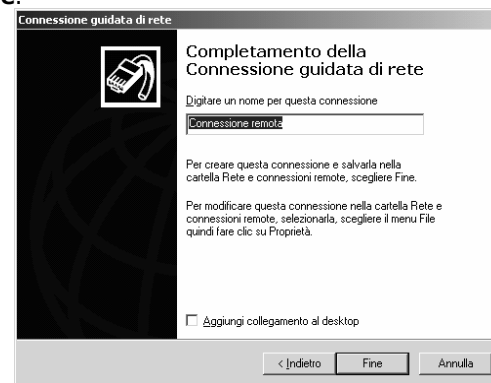 Connessione guidata di rete
Completamento della
Connessione guidata di rete
Digitare un nome per questa connessione
Connessione remota
Per creare questa connessione e salvarla nella
cartella Rete e connessioni remote, scegliere Fine.
Per modificare questa connessione nella cartella Rete e
connessioni remote, selezionarla, scegliere il menu File
quindi fare clic su Proprietà.
Aggiungi collegamento al desktop
< Indietro
Fine
Annulla